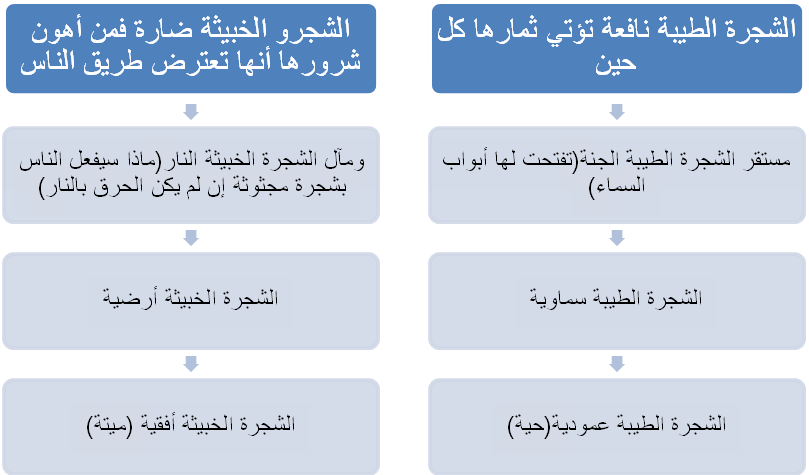 الشجرة الطيبة نافعة تؤتي ثمارها كل
حين
مستقر الشجرة الطيبة الجنة(تفتحت لها أبواب
السماء)
الشجرة الطيبة سماوية
الشجرة الطيبة عمودية(حية)
الشجرو الخبيثة ضارة فمن أهون
شرورها أنها تعترض طريق الناس
ومآل الشجرة الخبيثة النار(ماذا سيفعل الناس
بشجرة مجثوثة إن لم يكن الحرق بالنار)
الشجرة الخبيثة أرضية
الشجرة الخبيثة أفقية (ميتة)